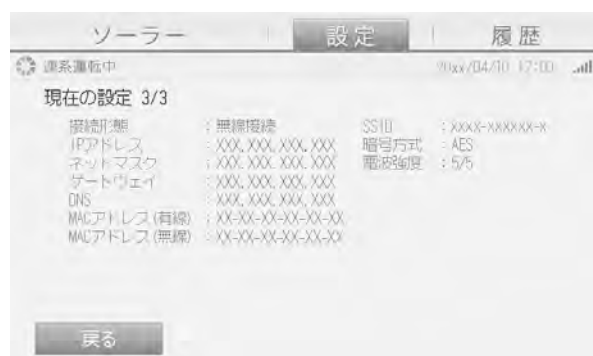 ソーラー 設定 履歴
連系運転中 20xx/04/10 17:00
現在の設定 3/3
接続形態 : 無線接続 SSID : XXXX-XXXXXX-X
IPアドレス : XXX.XXX.XXX.XXX 暗号方式 : AES
ネットマスク : XXX.XXX.XXX.XXX 電波強度 : 5/5
ゲートウェイ : XXX.XXX.XXX.XXX
DNS : XXX.XXX.XXX.XXX
MACアドレス(有線) : XX-XX-XX-XX-XX-XX
MACアドレス(無線) : XX-XX-XX-XX-XX-XX
戻る